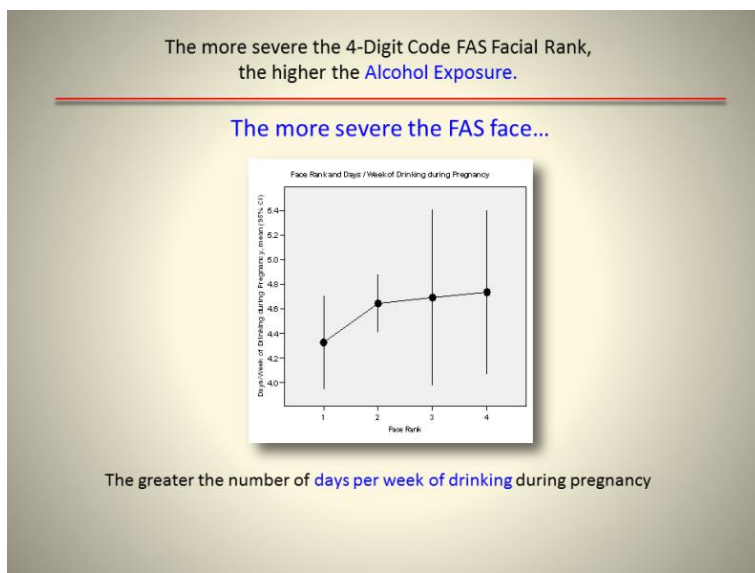 The more severe the 4-Digit Code FAS Facial Rank,
the higher the Alcohol Exposure.
The more severe the FAS face…
Face Rank and Days / Week of Drinking during Pregnancy
Days/Week of Drinking during Pregnancy, mean (95% CI)
5.4
5.2
5.0
4.8
4.6
4.4
4.2
4.0
1 2 3 4
Face Rank
The greater the number of days per week of drinking during pregnancy